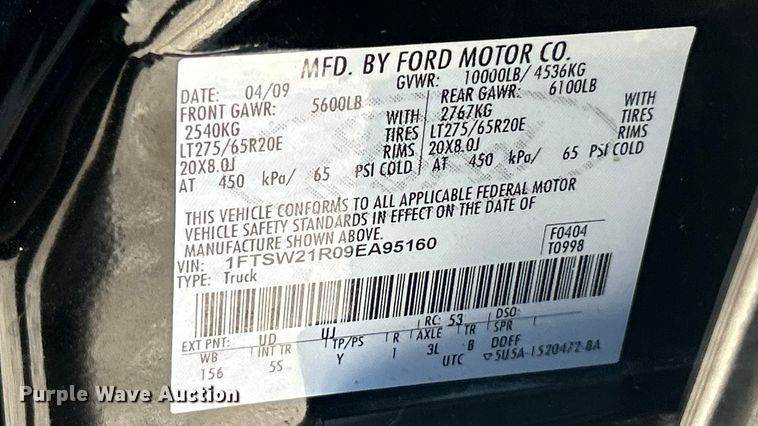 MFD. BY FORD MOTOR CO.
DATE: 04/09 GVWR: 10000LB/ 4536KG
FRONT GAWR: 5600LB REAR GAWR: 6100LB
2540KG WITH 2767KG WITH
LT275/65R20E TIRES LT275/65R20E TIRES
20X8.0J RIMS 20X8.0J RIMS
AT 450 kPa/ 65 PSI COLD AT 450 kPa/ 65 PSI COLD
THIS VEHICLE CONFORMS TO ALL APPLICABLE FEDERAL MOTOR
VEHICLE SAFETY STANDARDS IN EFFECT ON THE DATE OF
MANUFACTURE SHOWN ABOVE.
VIN: 1FTSW21R09EA95160 F0404
TYPE: Truck T0998
EXT PNT: UD UJ RC: 53 DSO:
WB INT TR TP/PS R AXLE TR SPR
156 5S Y 1 3L B DOFF
UTC 5U5A-1520472-BA
Purple Wave Auction